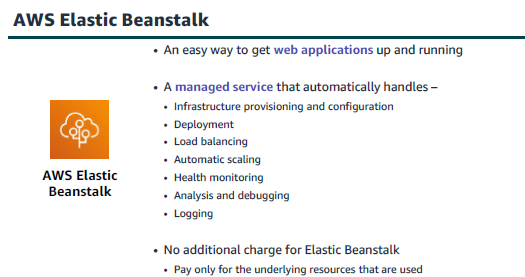 AWS Elastic Beanstalk
• An easy way to get web applications up and running
• A managed service that automatically handles –
• Infrastructure provisioning and configuration
• Deployment
• Load balancing
• Automatic scaling
• Health monitoring
• Analysis and debugging
• Logging
AWS Elastic
Beanstalk
• No additional charge for Elastic Beanstalk
• Pay only for the underlying resources that are used